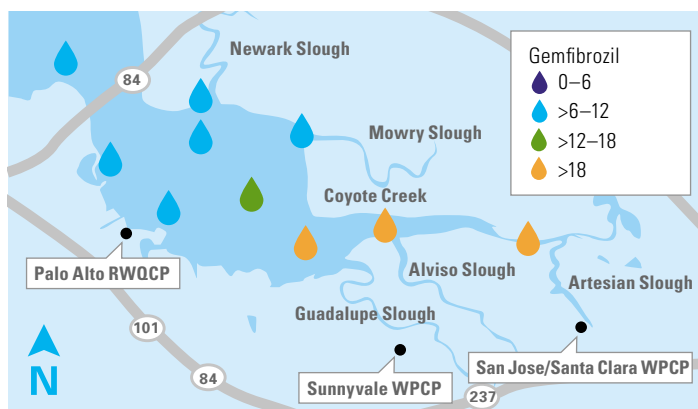 Newark Slough
84
Mowry Slough
Coyote Creek
Alviso Slough
Artesian Slough
Guadalupe Slough
Palo Alto RWQCP
101
84
Sunnyvale WPCP
San Jose/Santa Clara WPCP
237
N
Gemfibrozil
0–6
>6–12
>12–18
>18